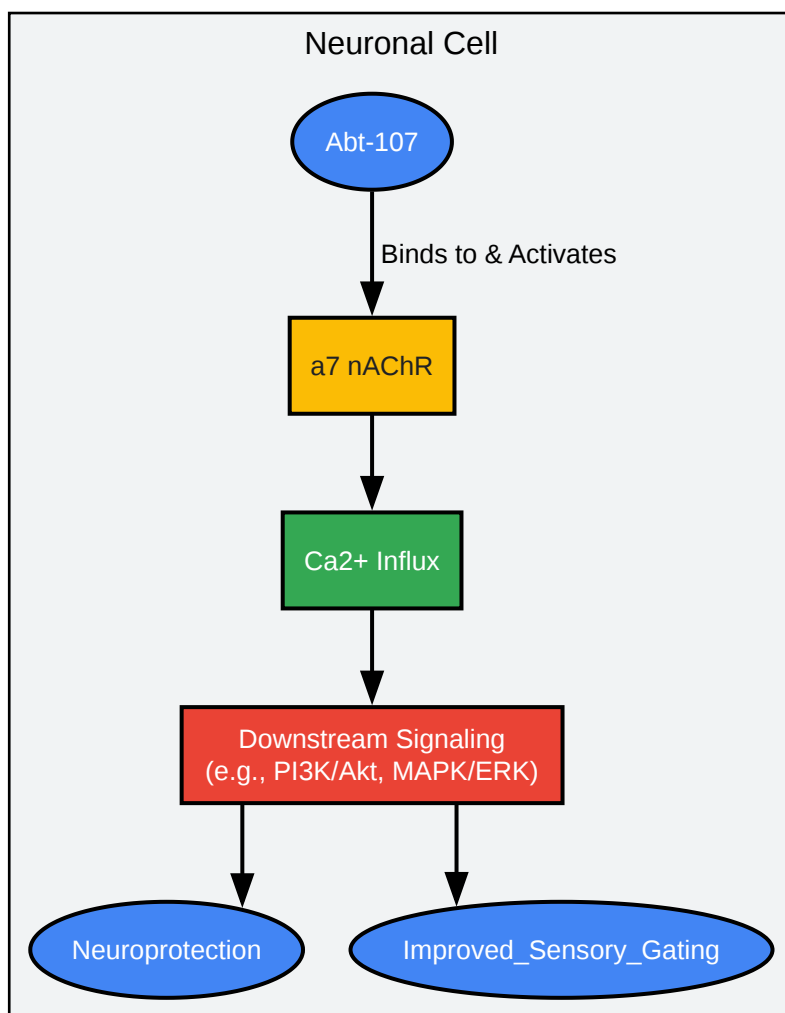 Neuronal Cell
Abt-107
Binds to & Activates
a7 nAChR
Ca2+ Influx
Downstream Signaling
(e.g., PI3K/Akt, MAPK/ERK)
Neuroprotection
Improved_Sensory_Gating